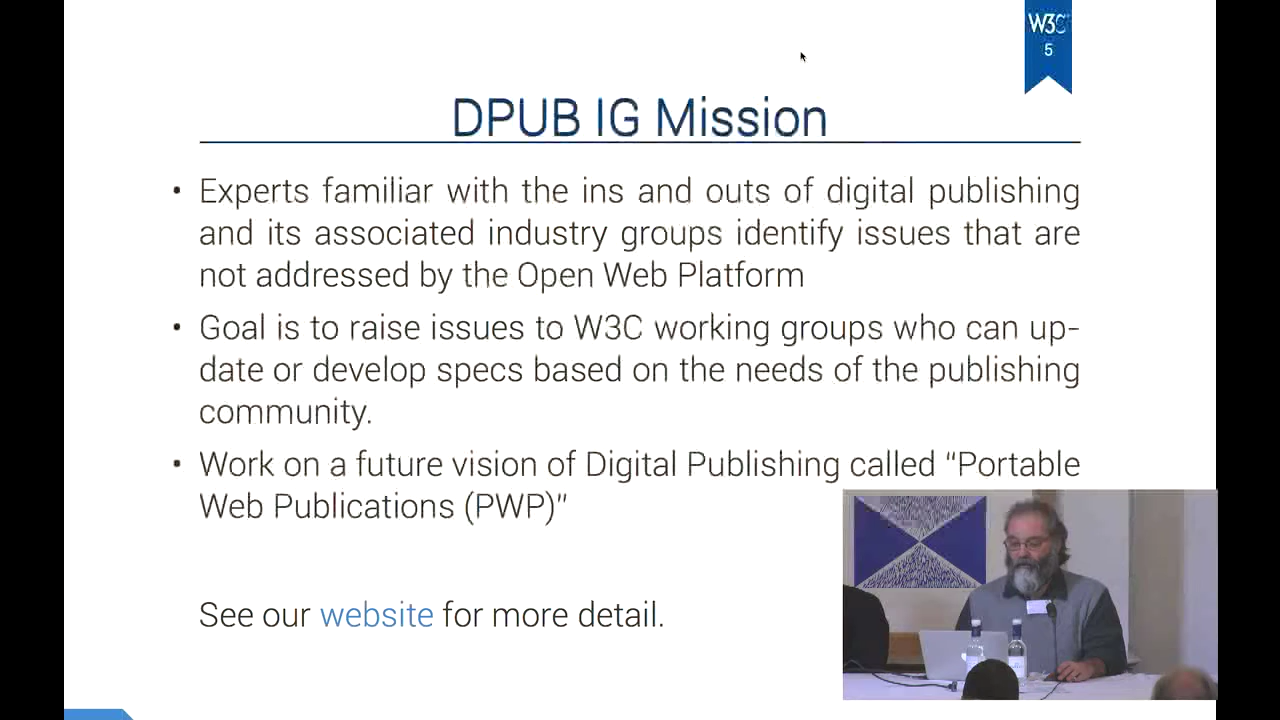 W3C
5
DPUB IG Mission
• Experts familiar with the ins and outs of digital publishing
and its associated industry groups identify issues that are
not addressed by the Open Web Platform
• Goal is to raise issues to W3C working groups who can up-
date or develop specs based on the needs of the publishing
community.
• Work on a future vision of Digital Publishing called “Portable
Web Publications (PWP)”
See our website for more detail.